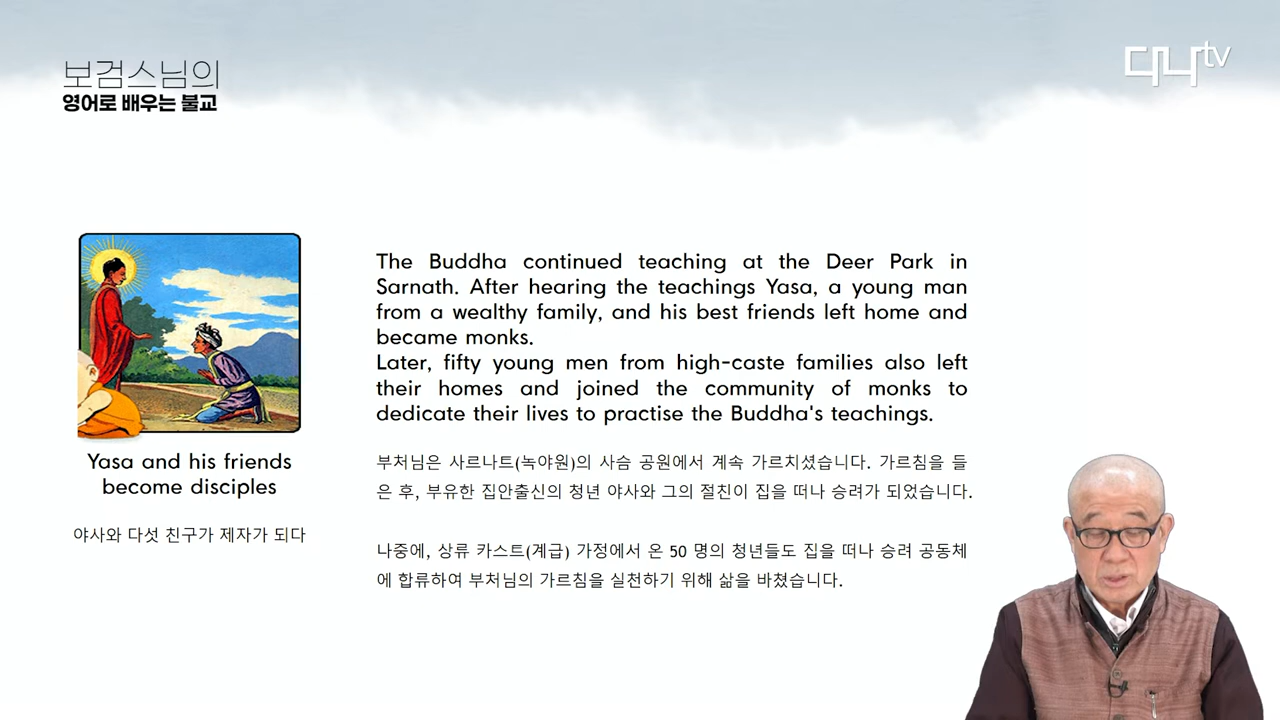 보검스님의
영어로 배우는 불교
다나tv
The Buddha continued teaching at the Deer Park in
Sarnath. After hearing the teachings Yasa, a young man
from a wealthy family, and his best friends left home and
became monks.
Later, fifty young men from high-caste families also left
their homes and joined the community of monks to
dedicate their lives to practise the Buddha's teachings.
Yasa and his friends
become disciples
야사와 다섯 친구가 제자가 되다
부처님은 사르나트(녹야원)의 사슴 공원에서 계속 가르치셨습니다. 가르침을 들
은 후, 부유한 집안출신의 청년 야사와 그의 절친이 집을 떠나 승려가 되었습니다.
나중에, 상류 카스트(계급) 가정에서 온 50 명의 청년들도 집을 떠나 승려 공동체
에 합류하여 부처님의 가르침을 실천하기 위해 삶을 바쳤습니다.